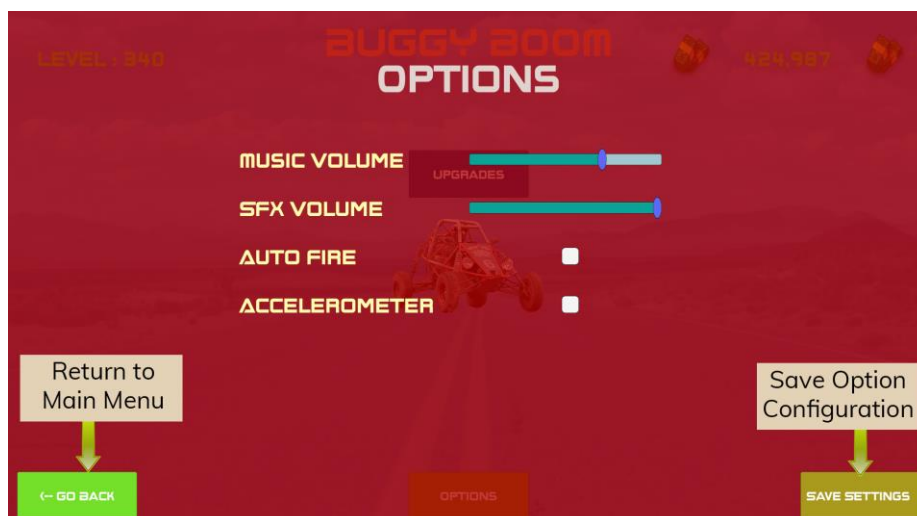 BUGGY BOOM
LEVEL : 340
424,987
OPTIONS
MUSIC VOLUME
UPGRADES
SFX VOLUME
AUTO FIRE
ACCELEROMETER
Return to
Main Menu
Save Option
Configuration
<- GO BACK
OPTIONS
SAVE SETTINGS